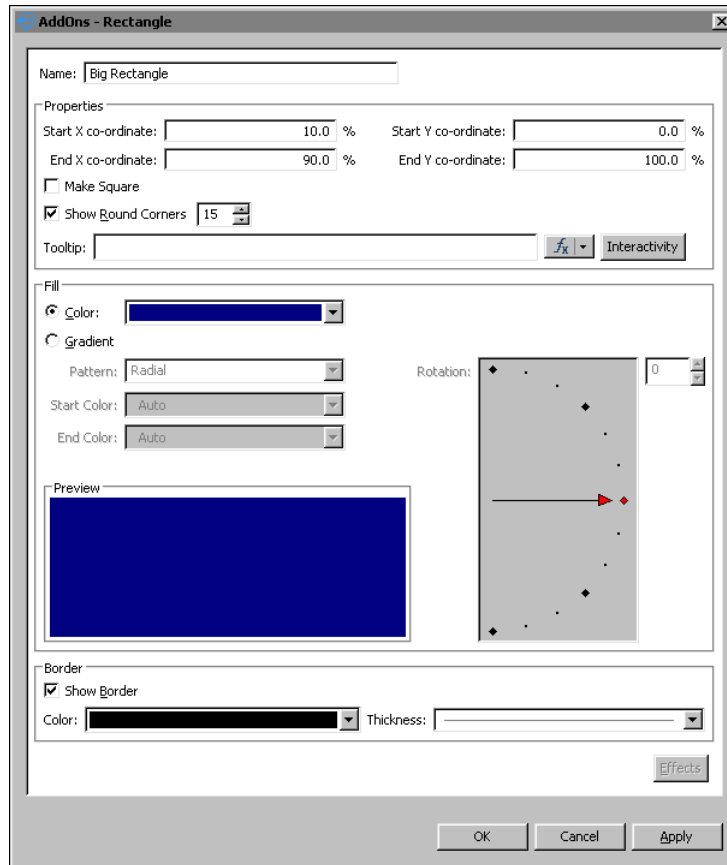 AddOns - Rectangle
Name: Big Rectangle
Properties
Start X co-ordinate: 10.0 % Start Y co-ordinate: 0.0 %
End X co-ordinate: 90.0 % End Y co-ordinate: 100.0 %
Make Square
Show Round Corners 15
Tooltip: fx Interactivity
Fill
Color:
Gradient
Pattern: Radial Rotation: 0
Start Color: Auto
End Color: Auto
Preview
Border
Show Border
Color: Thickness:
Effects
OK Cancel Apply